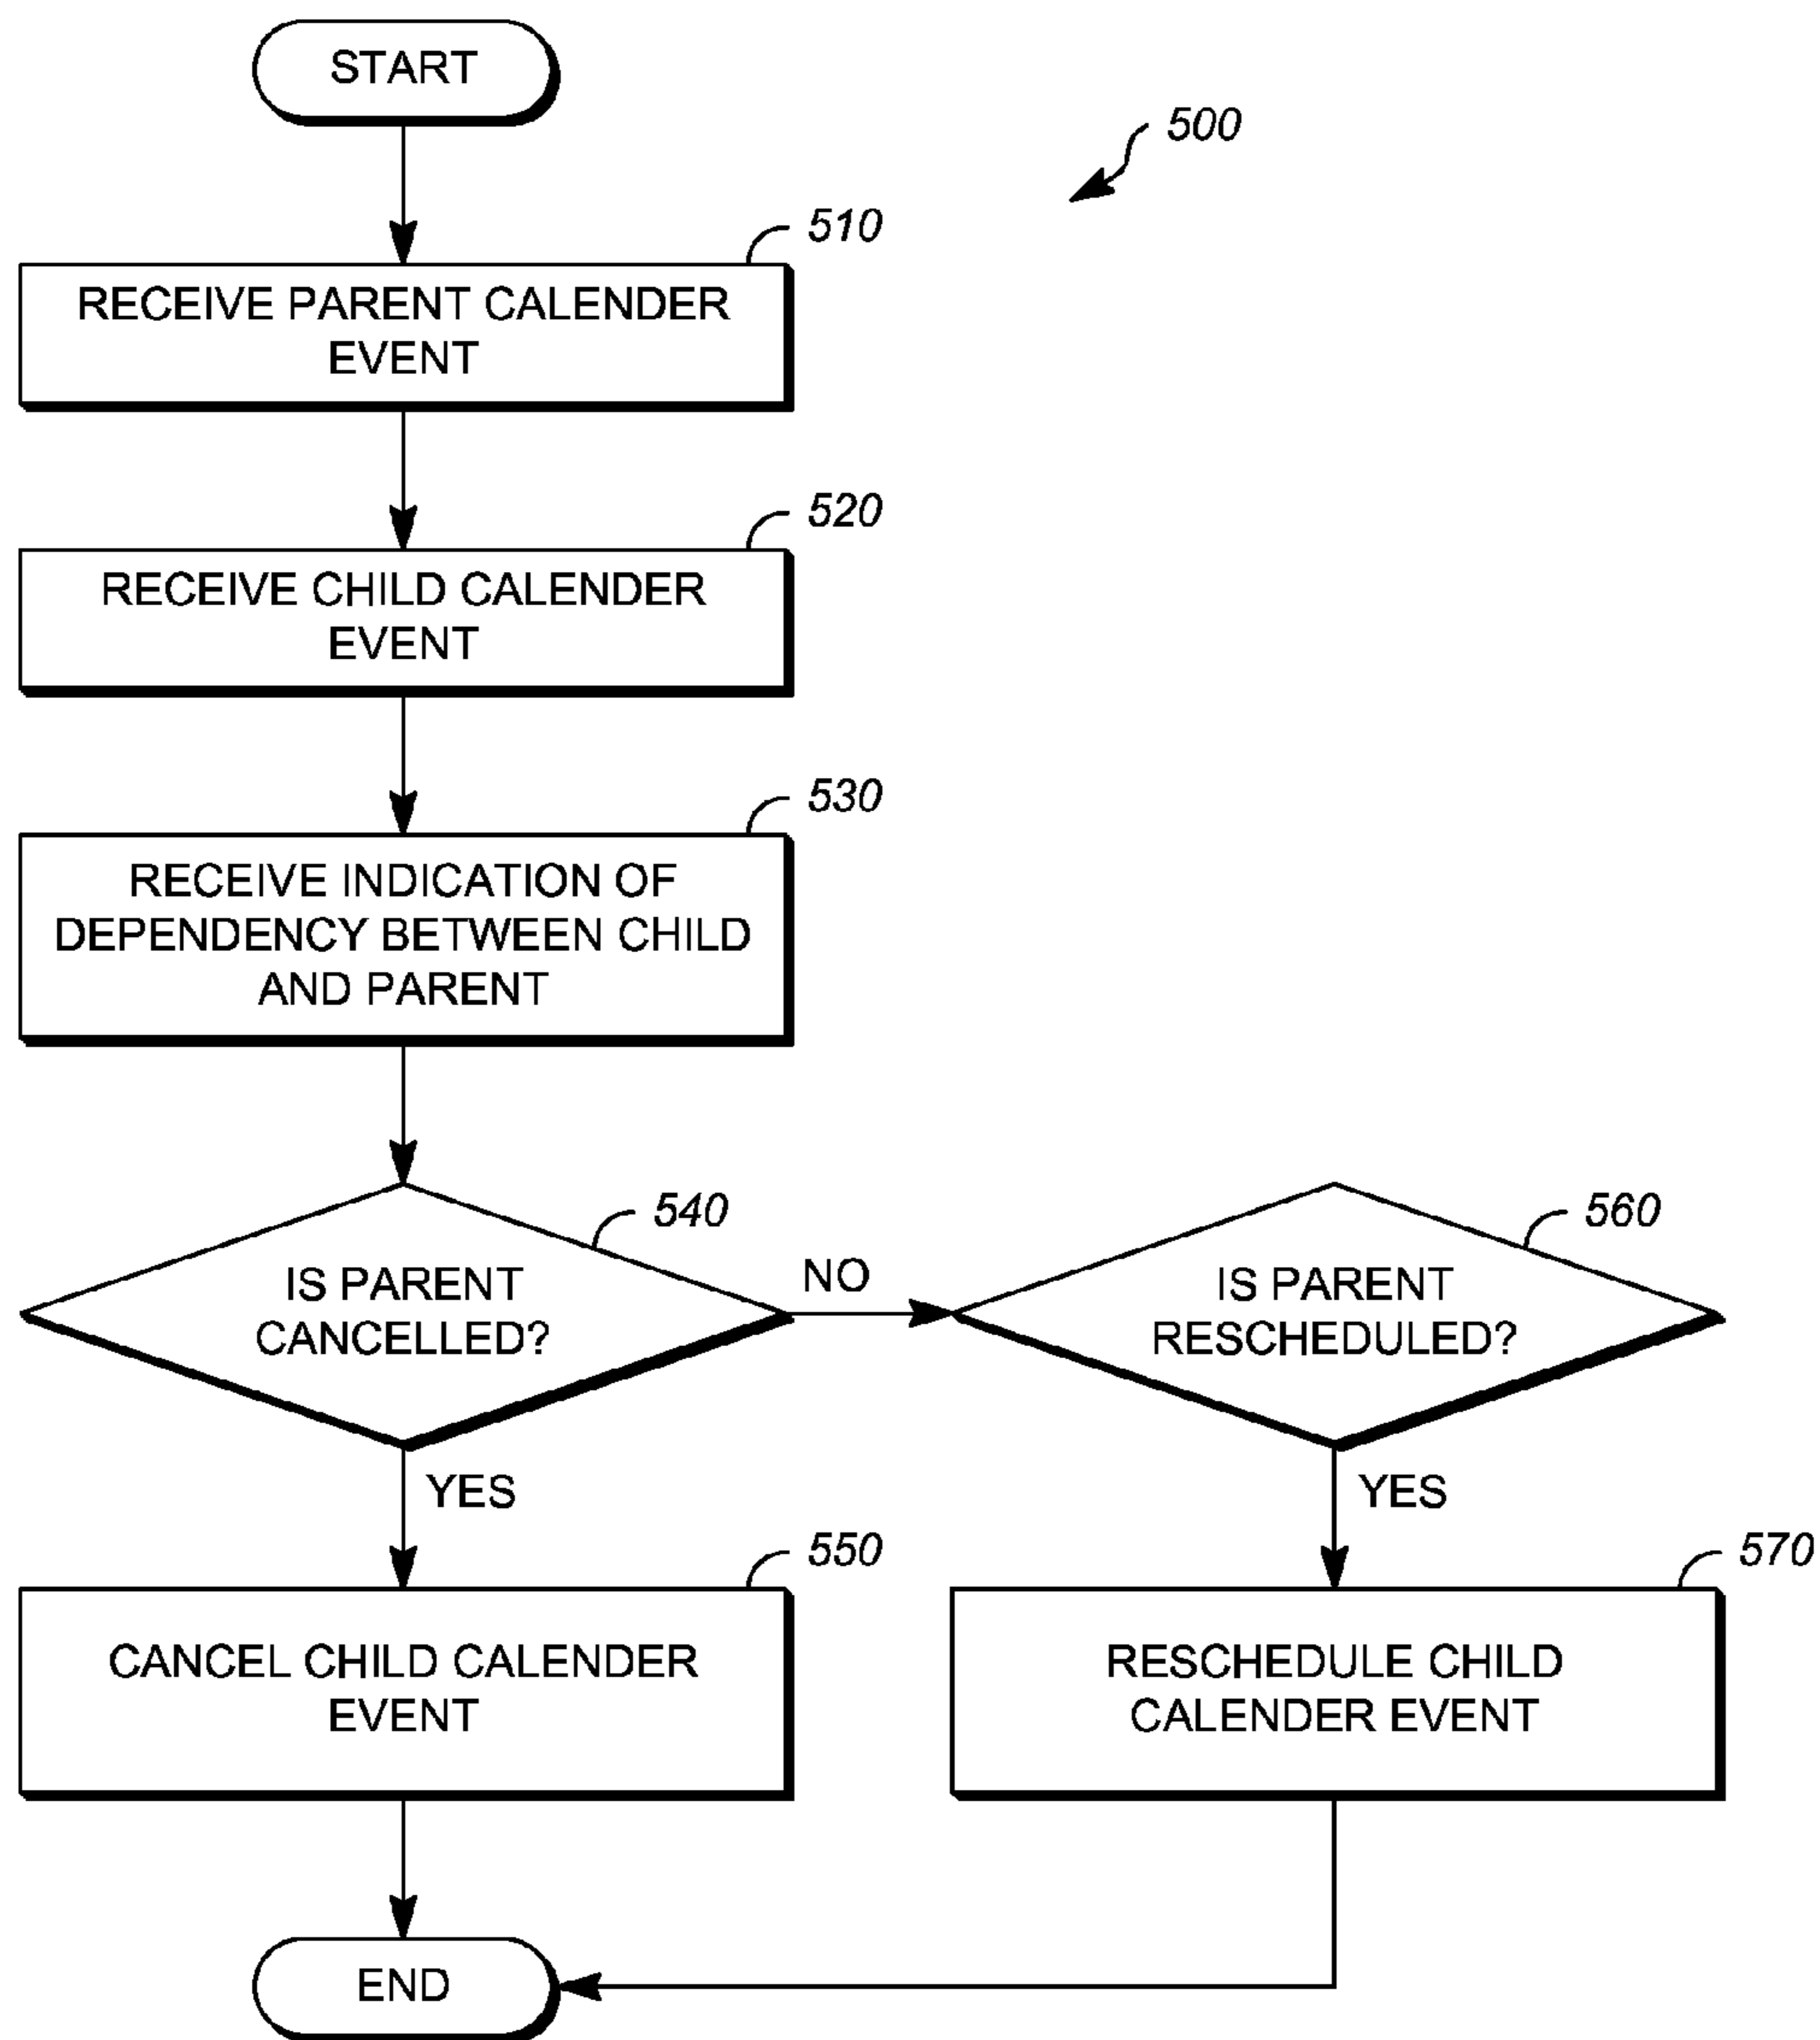 START
500
510
RECEIVE PARENT CALENDER
EVENT
520
RECEIVE CHILD CALENDER
EVENT
530
RECEIVE INDICATION OF
DEPENDENCY BETWEEN CHILD
AND PARENT
540
IS PARENT
CANCELLED?
NO
560
IS PARENT
RESCHEDULED?
YES
YES
550
CANCEL CHILD CALENDER
EVENT
570
RESCHEDULE CHILD
CALENDER EVENT
END